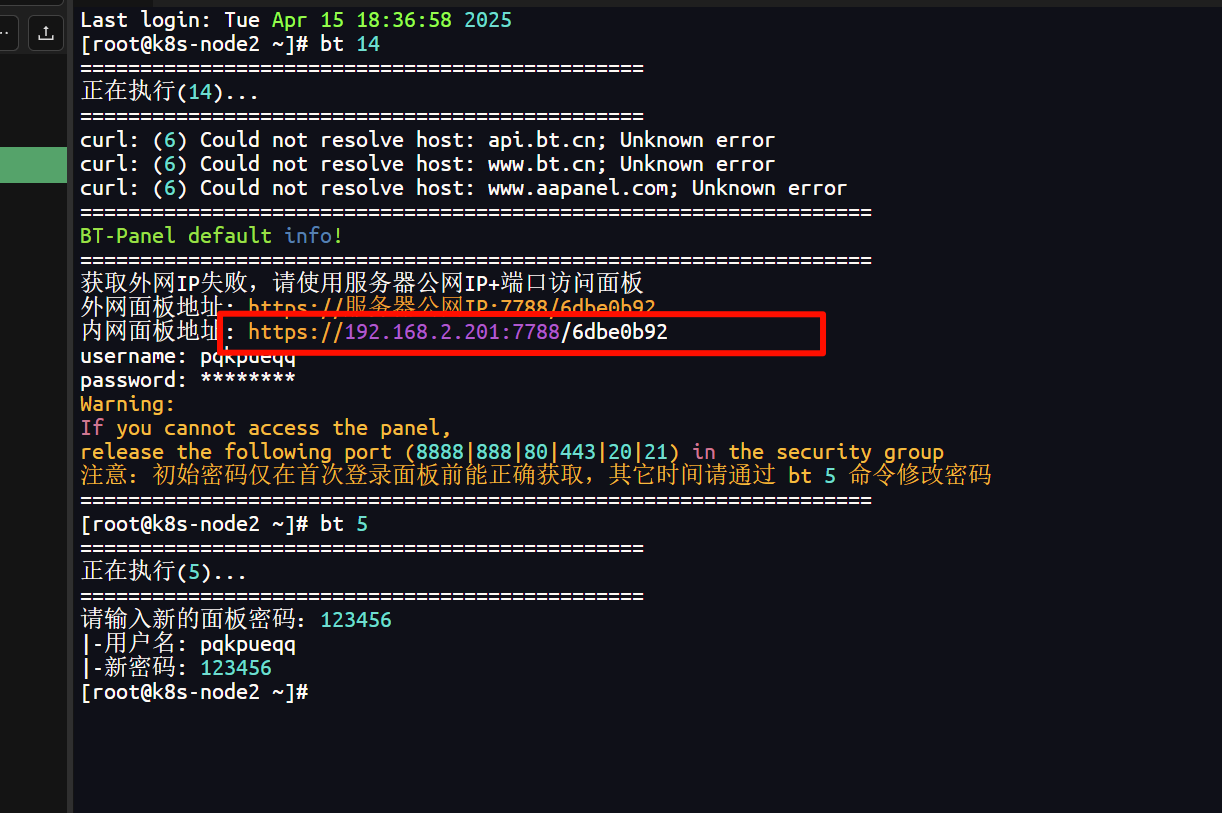 Last login: Tue Apr 15 18:36:58 2025
[root@k8s-node2 ~]# bt 14
===============================================
正在执行(14)...
===============================================
curl: (6) Could not resolve host: api.bt.cn; Unknown error
curl: (6) Could not resolve host: www.bt.cn; Unknown error
curl: (6) Could not resolve host: www.aapanel.com; Unknown error
==================================================================
BT-Panel default info!
==================================================================
获取外网IP失败，请使用服务器公网IP+端口访问面板
外网面板地址: https://服务器公网IP:7788/6dbe0b92
内网面板地址: https://192.168.2.201:7788/6dbe0b92
username: pqkpueqq
password: ********
Warning:
If you cannot access the panel,
release the following port (8888|888|80|443|20|21) in the security group
注意：初始密码仅在首次登录面板前能正确获取，其它时间请通过 bt 5 命令修改密码
==================================================================
[root@k8s-node2 ~]# bt 5
===============================================
正在执行(5)...
===============================================
请输入新的面板密码：123456
|-用户名: pqkpueqq
|-新密码: 123456
[root@k8s-node2 ~]#